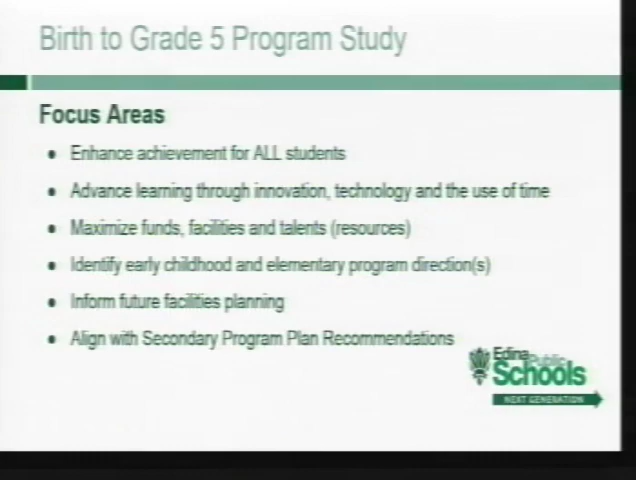 Birth to Grade 5 Program Study
Focus Areas
• Enhance achievement for ALL students
• Advance learning through innovation, technology and the use of time
• Maximize funds, facilities and talents (resources)
• Identify early childhood and elementary program direction(s)
• Inform future facilities planning
• Align with Secondary Program Plan Recommendations
Edina Public
Schools
NEXT GENERATION